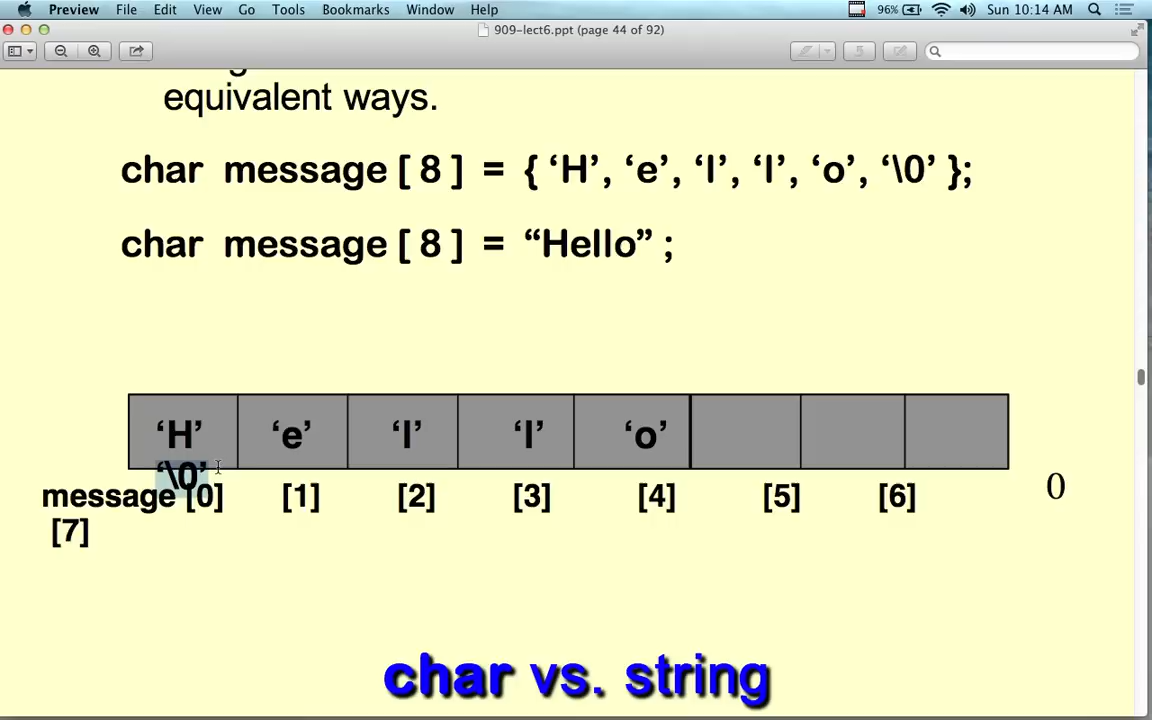 Preview File Edit View Go Tools Bookmarks Window Help 96% Sun 10:14 AM
909-lect6.ppt (page 44 of 92)
equivalent ways.
char message [ 8 ] = { ‘H’, ‘e’, ‘l’, ‘l’, ‘o’, ‘\0’ };
char message [ 8 ] = “Hello” ;
‘H’ ‘e’ ‘l’ ‘l’ ‘o’
‘\0’
message [0] [1] [2] [3] [4] [5] [6] 0
[7]
char vs. string